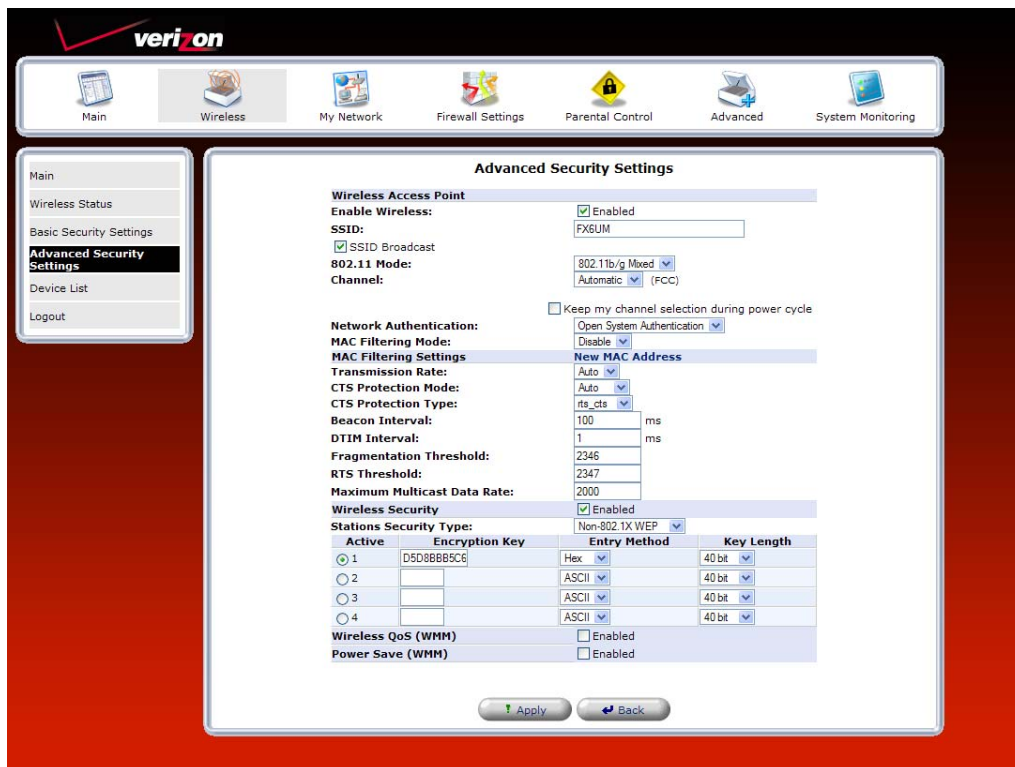 verizon
Main Wireless My Network Firewall Settings Parental Control Advanced System Monitoring
Main
Wireless Status
Basic Security Settings
Advanced Security
Settings
Device List
Logout
Advanced Security Settings
Wireless Access Point
Enable Wireless: Enabled
SSID: FX6UM
SSID Broadcast
802.11 Mode: 802.11b/g Mixed
Channel: Automatic (FCC)
Keep my channel selection during power cycle
Network Authentication: Open System Authentication
MAC Filtering Mode: Disable
MAC Filtering Settings New MAC Address
Transmission Rate: Auto
CTS Protection Mode: Auto
CTS Protection Type: rts_cts
Beacon Interval: 100 ms
DTIM Interval: 1 ms
Fragmentation Threshold: 2346
RTS Threshold: 2347
Maximum Multicast Data Rate: 2000
Wireless Security Enabled
Stations Security Type: Non-802.1X WEP
Active Encryption Key Entry Method Key Length
1 D5D8BBB5C6 Hex 40 bit
2 ASCII 40 bit
3 ASCII 40 bit
4 ASCII 40 bit
Wireless QoS (WMM) Enabled
Power Save (WMM) Enabled
Apply Back